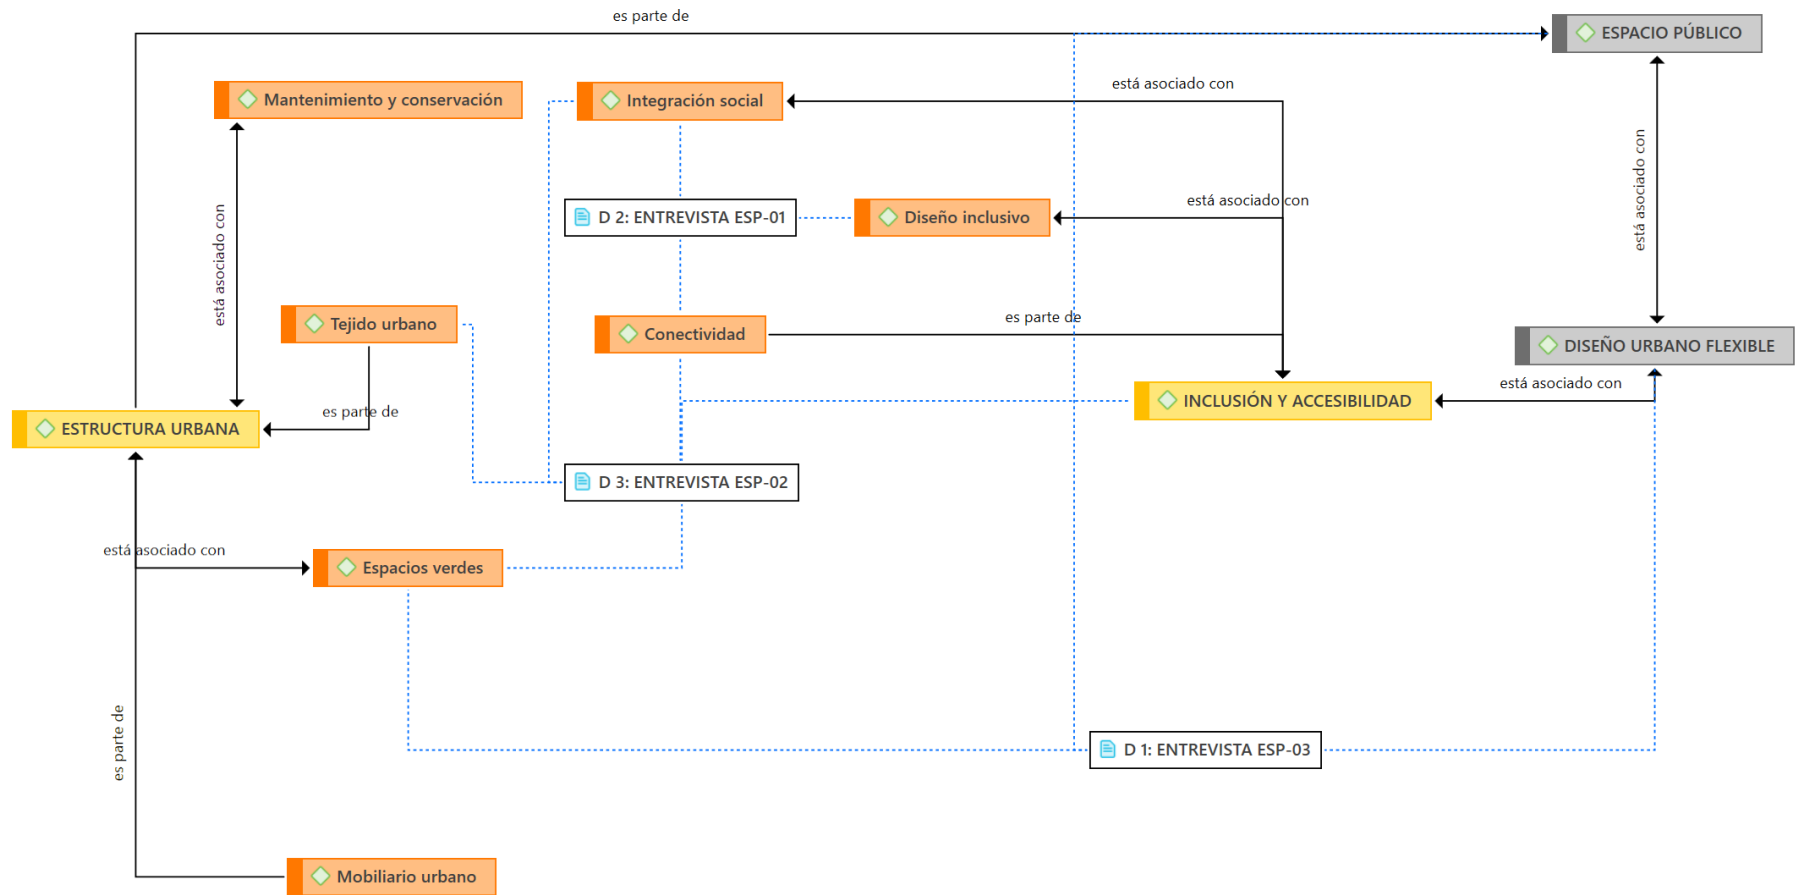 es parte de
ESPACIO PÚBLICO
Mantenimiento y conservación
Integración social
está asociado con
está asociado con
está asociado con
D 2: ENTREVISTA ESP-01
Diseño inclusivo
está asociado con
Tejido urbano
Conectividad
es parte de
DISEÑO URBANO FLEXIBLE
es parte de
INCLUSIÓN Y ACCESIBILIDAD
está asociado con
ESTRUCTURA URBANA
D 3: ENTREVISTA ESP-02
está asociado con
Espacios verdes
es parte de
D 1: ENTREVISTA ESP-03
Mobiliario urbano